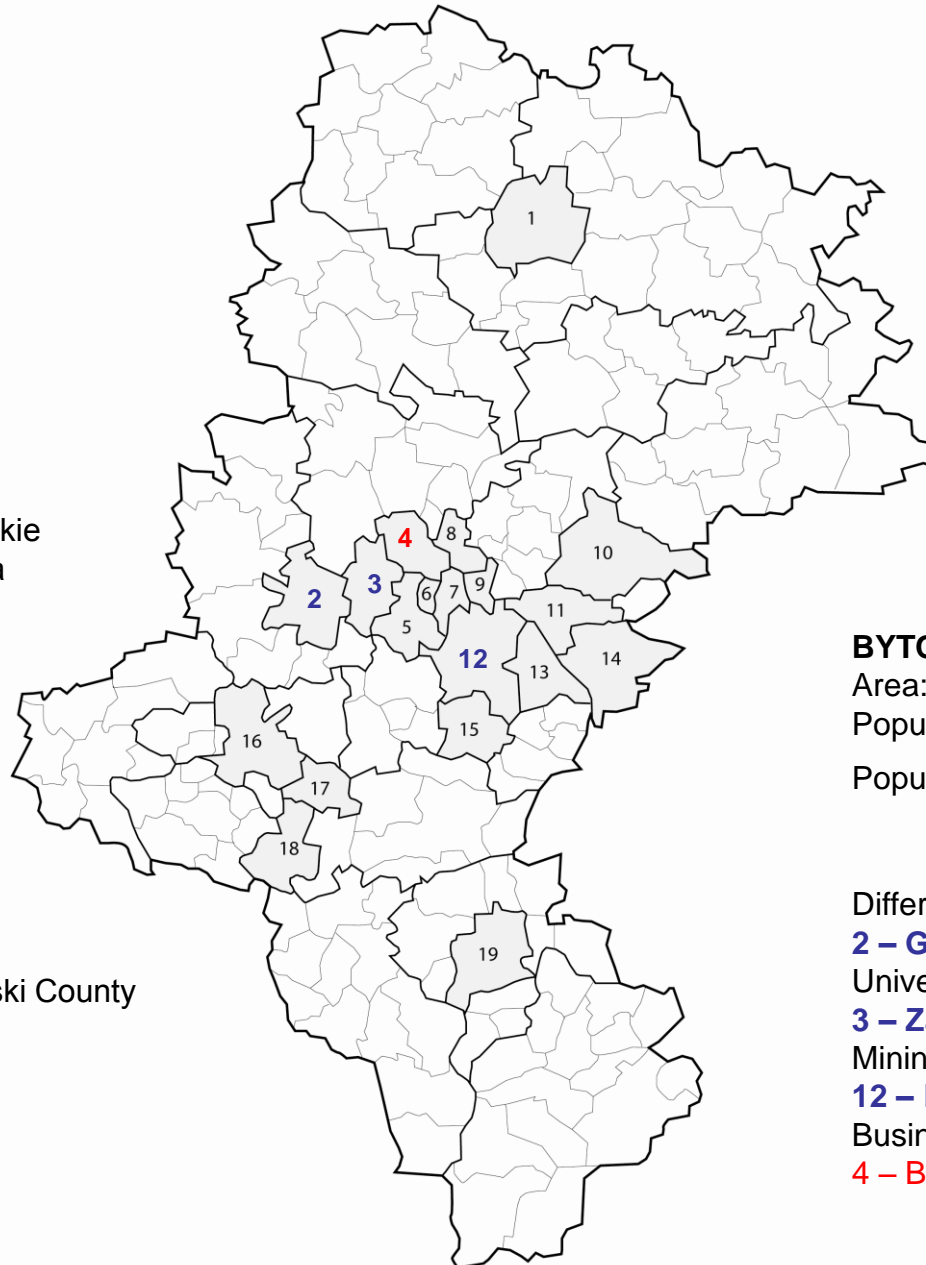 1
4
8
10
3
9
6
7
2
11
5
12
14
13
15
16
17
18
19
kie
a
ski County
BYTO
Area:
Popu
Popu
Differ
2 – G
Unive
3 – Z
Minin
12 –
Busin
4 – B